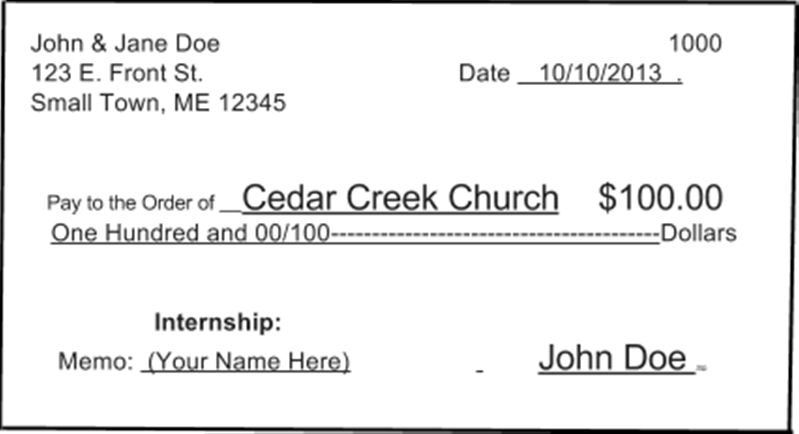 John & Jane Doe 1000
123 E. Front St. Date 10/10/2013 .
Small Town, ME 12345
Pay to the Order of Cedar Creek Church $100.00
One Hundred and 00/100----------------------------------------Dollars
Internship:
Memo: (Your Name Here) John Doe